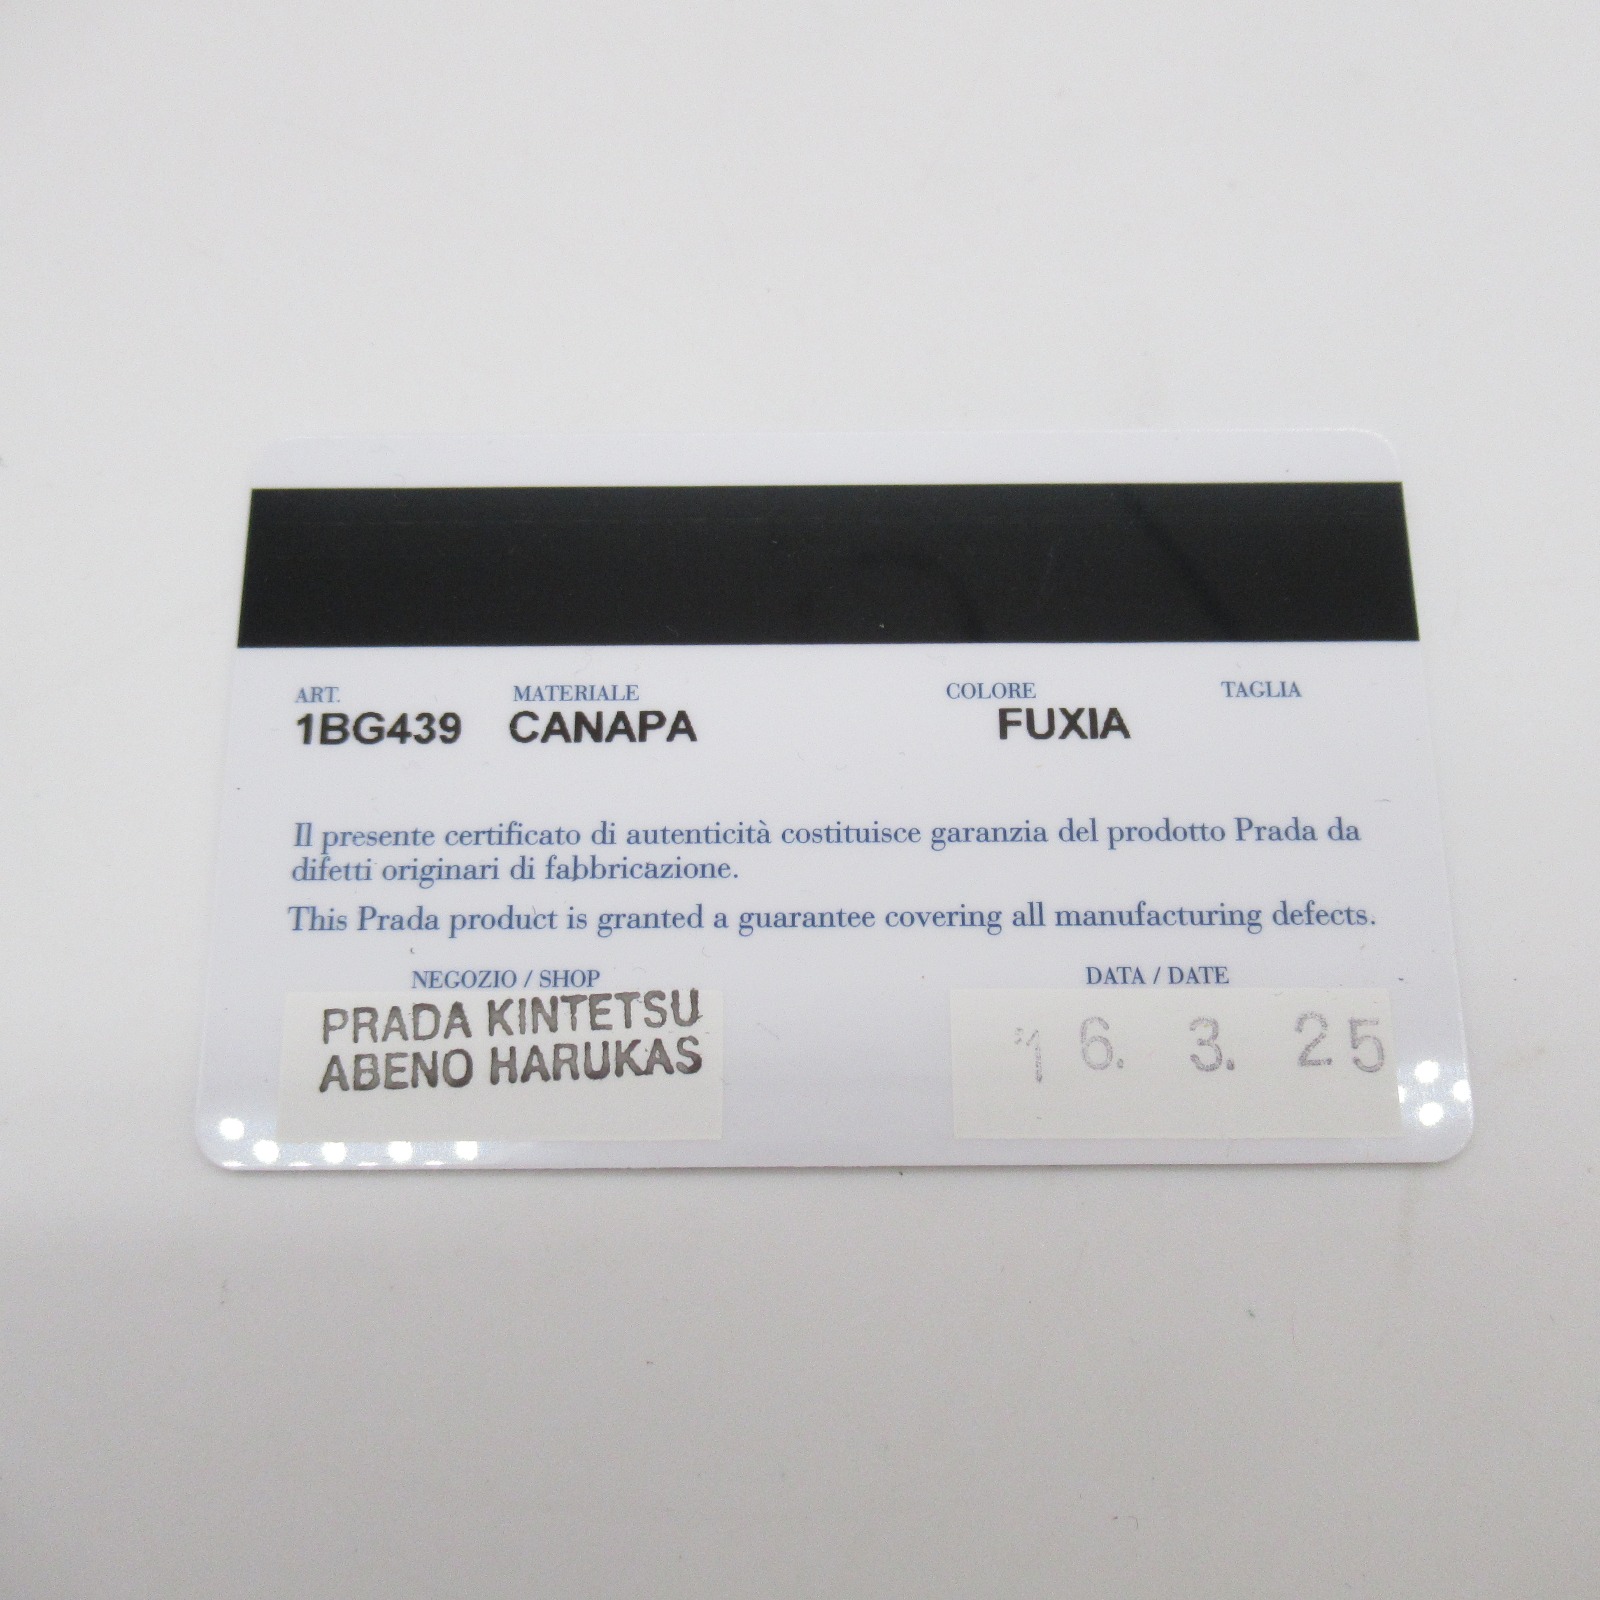 ART. MATERIALE COLORE TAGLIA
1BG439 CANAPA FUXIA
Il presente certificato di autenticità costituisce garanzia del prodotto Prada da
difetti originari di fabbricazione.
This Prada product is granted a guarantee covering all manufacturing defects.
NEGOZIO / SHOP DATA / DATE
PRADA KINTETSU
ABENO HARUKAS
'16. 3. 25